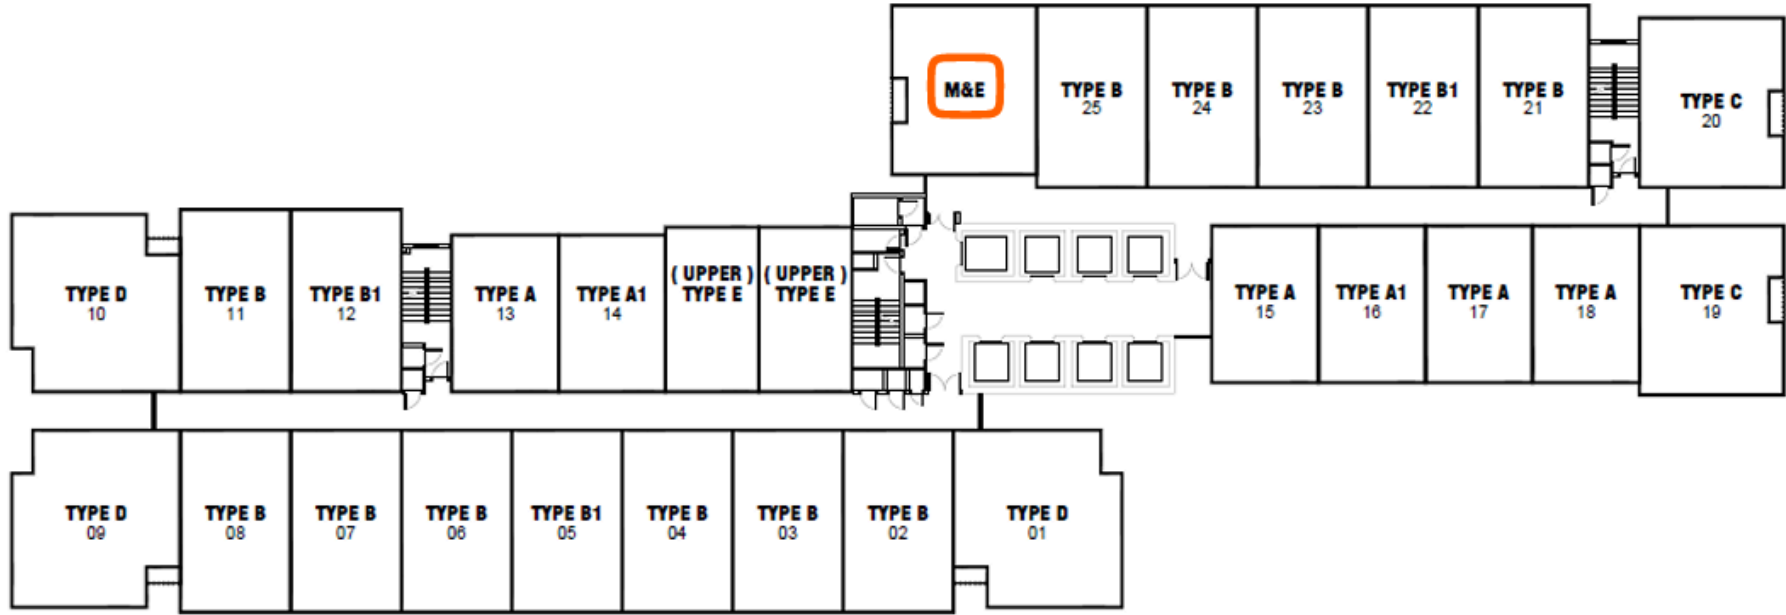 M&E
TYPE B
25
TYPE B
24
TYPE B
23
TYPE B1
22
TYPE B
21
TYPE C
20
TYPE D
10
TYPE B
11
TYPE B1
12
TYPE A
13
TYPE A1
14
( UPPER )
TYPE E
( UPPER )
TYPE E
TYPE A
15
TYPE A1
16
TYPE A
17
TYPE A
18
TYPE C
19
TYPE D
09
TYPE B
08
TYPE B
07
TYPE B
06
TYPE B1
05
TYPE B
04
TYPE B
03
TYPE B
02
TYPE D
01